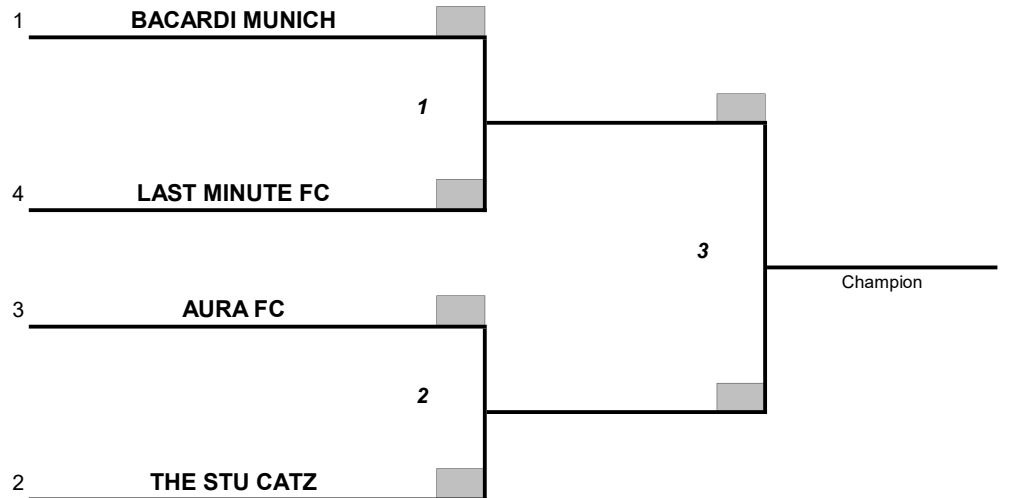 1 BACARDI MUNICH
1
4 LAST MINUTE FC
3
Champion
3 AURA FC
2
2 THE STU CATZ